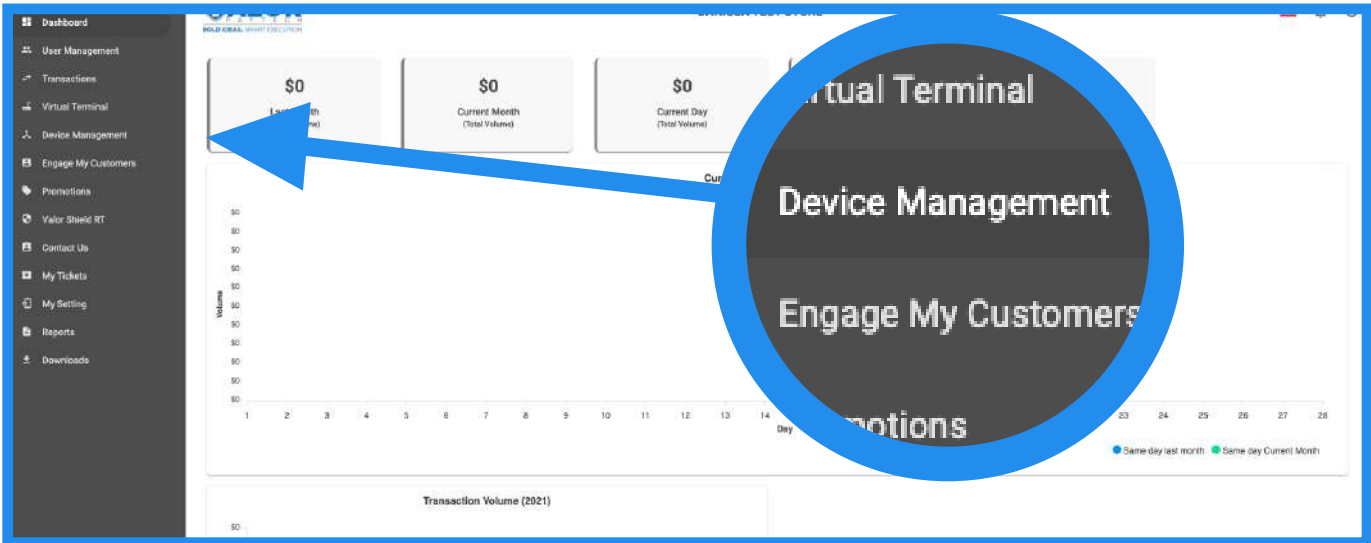 Dashboard
User Management
Transactions
Virtual Terminal
Device Management
Engage My Customers
Promotions
Valor Shield RT
Contact Us
My Tickets
My Setting
Reports
Downloads
PAYTECH
BOLD IDEAS. SMART EXECUTION
$0
$0
Current Month
(Total Volume)
$0
Current Day
(Total Volume)
$0
$0
$0
$0
$0
$0
$0
$0
$0
$0
$0
Volume
1 2 3 4 5 6 7 8 9 10 11 12 13 14 23 24 25 26 27 28
Day
Same day last month Same day Current Month
Transaction Volume (2021)
$0
Virtual Terminal
Device Management
Engage My Customers